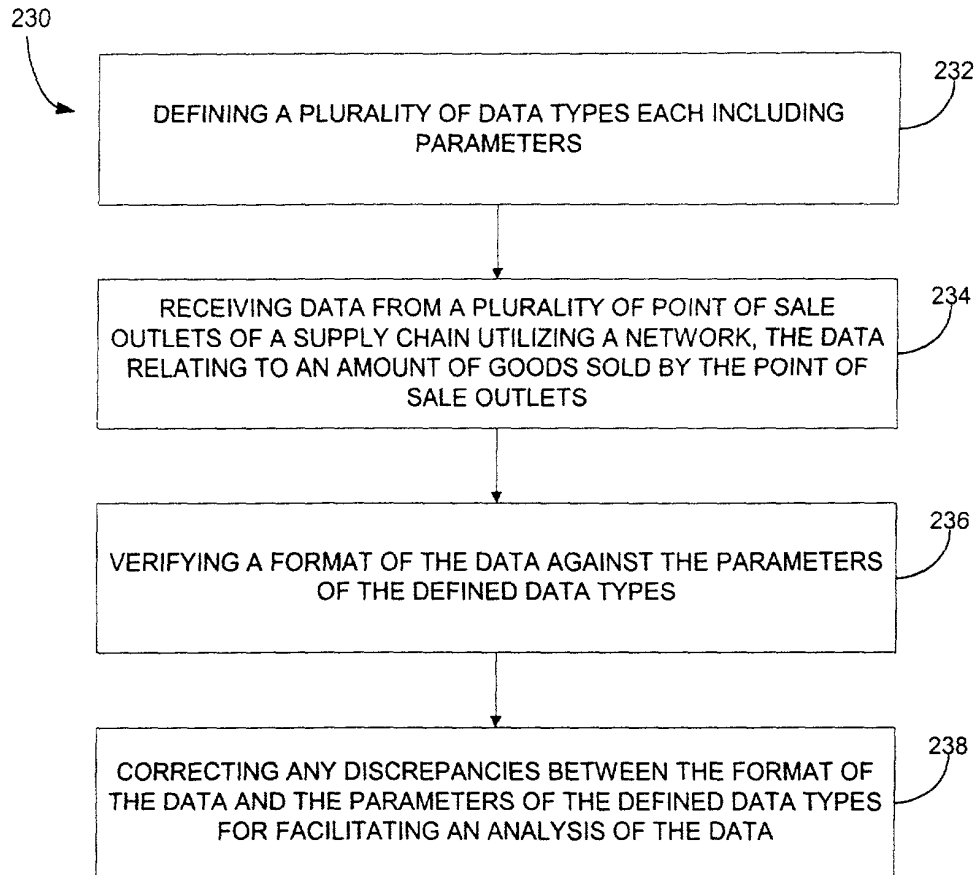 230
232
DEFINING A PLURALITY OF DATA TYPES EACH INCLUDING
PARAMETERS
234
RECEIVING DATA FROM A PLURALITY OF POINT OF SALE
OUTLETS OF A SUPPLY CHAIN UTILIZING A NETWORK, THE DATA
RELATING TO AN AMOUNT OF GOODS SOLD BY THE POINT OF
SALE OUTLETS
236
VERIFYING A FORMAT OF THE DATA AGAINST THE PARAMETERS
OF THE DEFINED DATA TYPES
238
CORRECTING ANY DISCREPANCIES BETWEEN THE FORMAT OF
THE DATA AND THE PARAMETERS OF THE DEFINED DATA TYPES
FOR FACILITATING AN ANALYSIS OF THE DATA